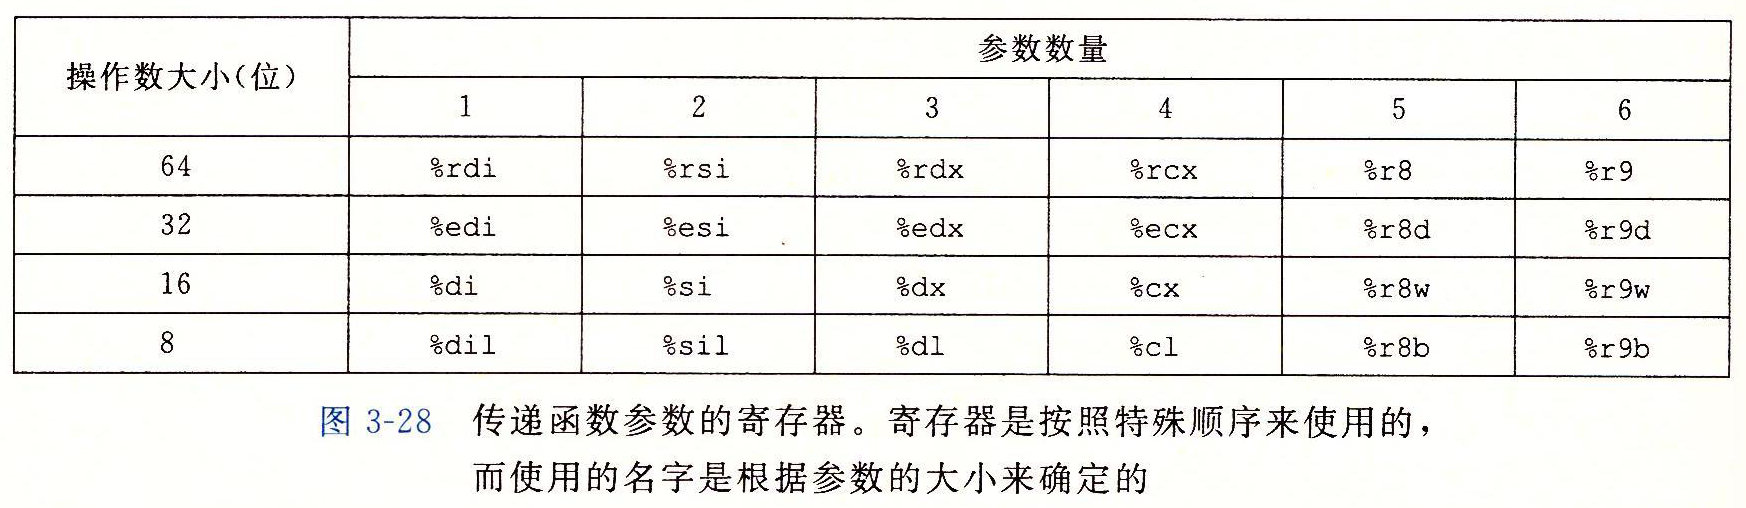 操作数大小(位) 参数数量
1 2 3 4 5 6
64 %rdi %rsi %rdx %rcx %r8 %r9
32 %edi %esi %edx %ecx %r8d %r9d
16 %di %si %dx %cx %r8w %r9w
8 %dil %sil %dl %cl %r8b %r9b
图 3-28 传递函数参数的寄存器。寄存器是按照特殊顺序来使用的，
而使用的名字是根据参数的大小来确定的